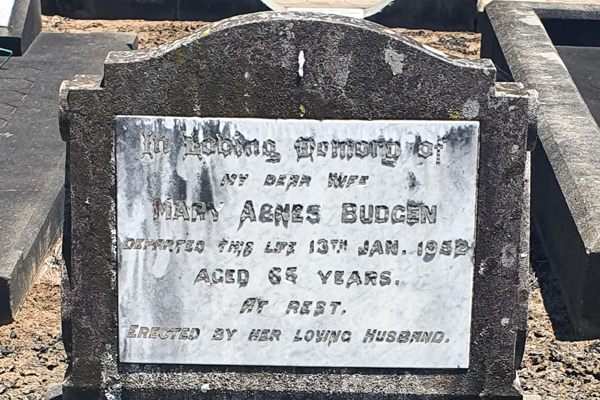 In Loving Memory of
MY DEAR WIFE
MARY AGNES BUDGEN
DEPARTED THIS LIFE 13TH JAN. 1952
AGED 65 YEARS.
AT REST.
ERECTED BY HER LOVING HUSBAND.